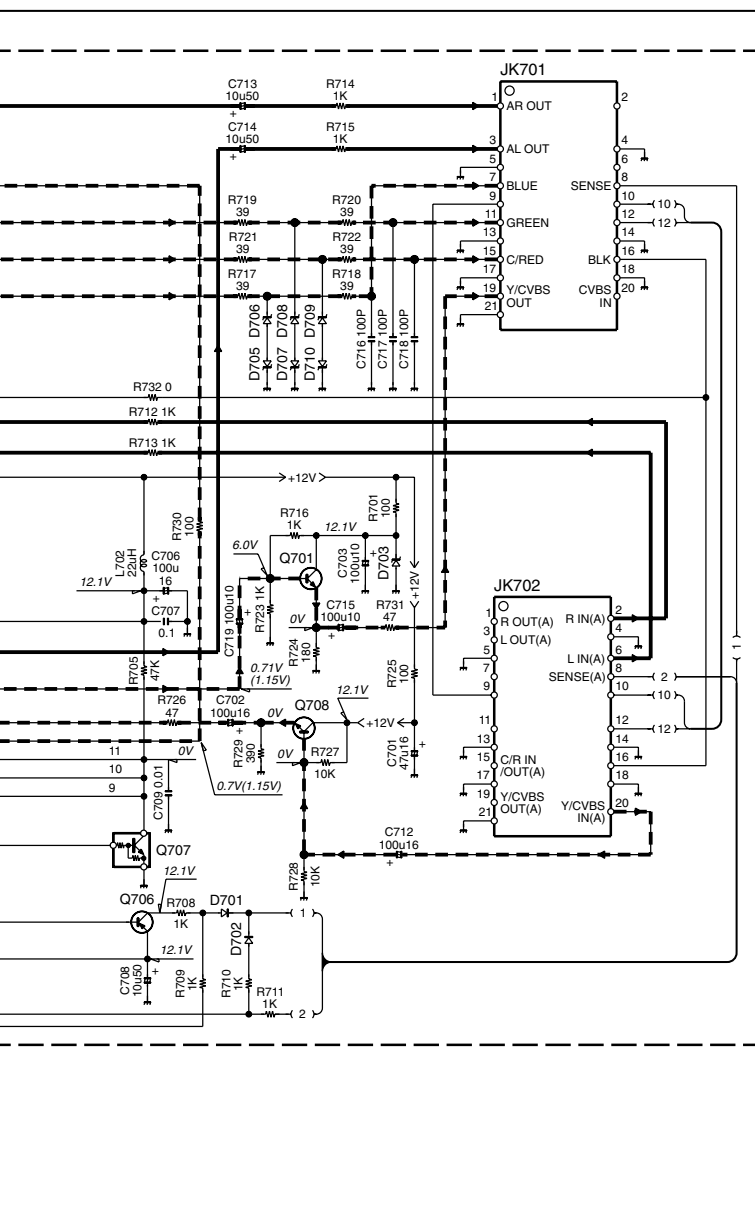 JK701
C713
10u50
+
R714
1K
1
AR OUT
2
C714
10u50
+
R715
1K
3
AL OUT
4
5
6
7
BLUE
SENSE
8
9
10
( 10 )
R719
39
R720
39
11
GREEN
12
( 12 )
R721
39
R722
39
13
14
15
C/RED
BLK
16
R717
39
R718
39
17
18
19
Y/CVBS
OUT
CVBS
IN
20
21
D706
D708
D709
D705
D707
D710
C716 100P
C717 100P
C718 100P
R732 0
R712 1K
R713 1K
+12V
R730
100
R716
1K
12.1V
R701
100
6.0V
Q701
C703
100u10
+
D703
+12V
L702
22uH
C706
100u
16
+
12.1V
C707
0.1
C719 100u10
+
R723 1K
0V
C715
100u10
+
R731
47
R724
180
R705
47K
0.71V
(1.15V)
R725
100
JK702
1
R OUT(A)
R IN(A)
2
3
L OUT(A)
4
5
L IN(A)
6
7
SENSE(A)
8
( 2 )
9
10
( 10 )
11
12
( 12 )
13
14
15
C/R IN
/OUT(A)
16
17
18
19
Y/CVBS
OUT(A)
Y/CVBS
IN(A)
20
21
1
R726
47
C702
100u16
+
0V
Q708
12.1V
+12V
R729
390
0V
R727
10K
C701
47u16
+
11
0V
10
9
C709 0.01
0.7V(1.15V)
Q707
C712
100u16
+
R728
10K
12.1V
Q706
R708
1K
D701
( 1 )
D702
12.1V
C708
10u50
+
R709
1K
R710
1K
R711
1K
( 2 )